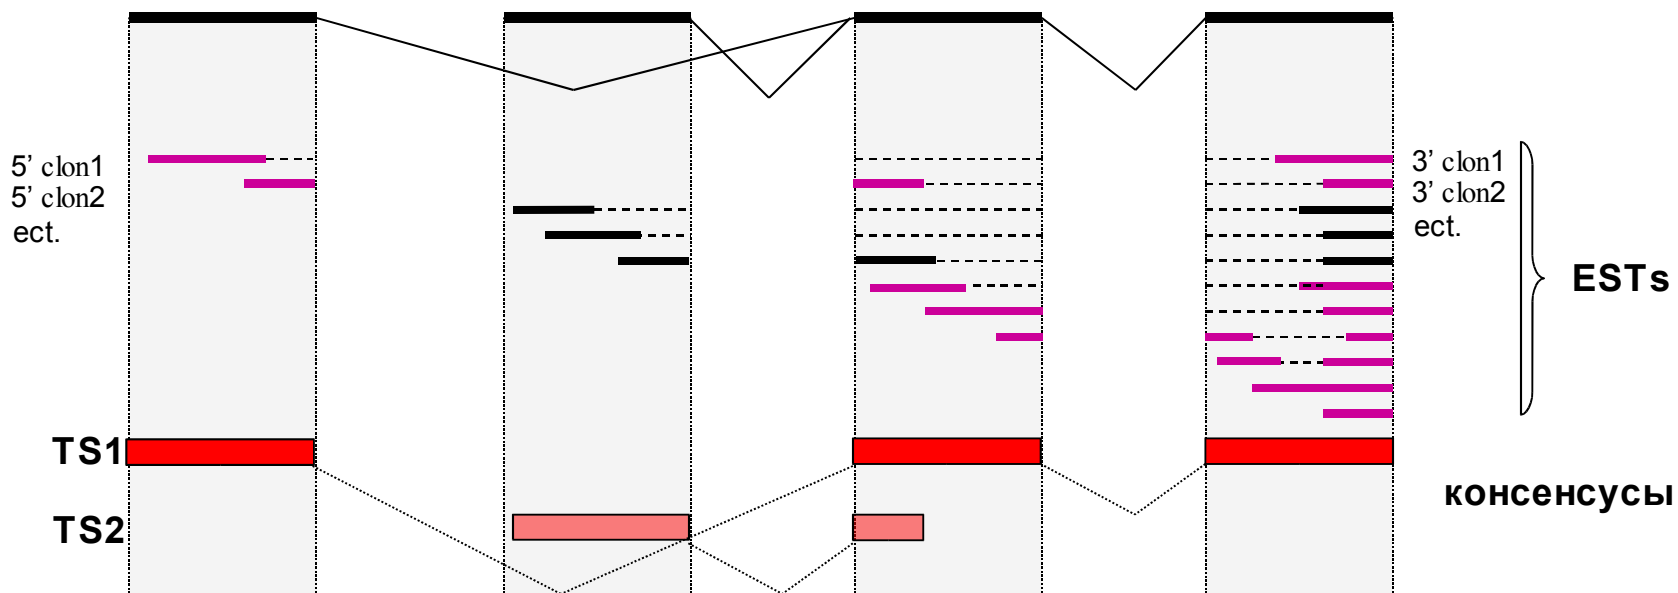 5’ clon1
5’ clon2
ect.
3’ clon1
3’ clon2
ect.
ESTs
TS1
консенсусы
TS2